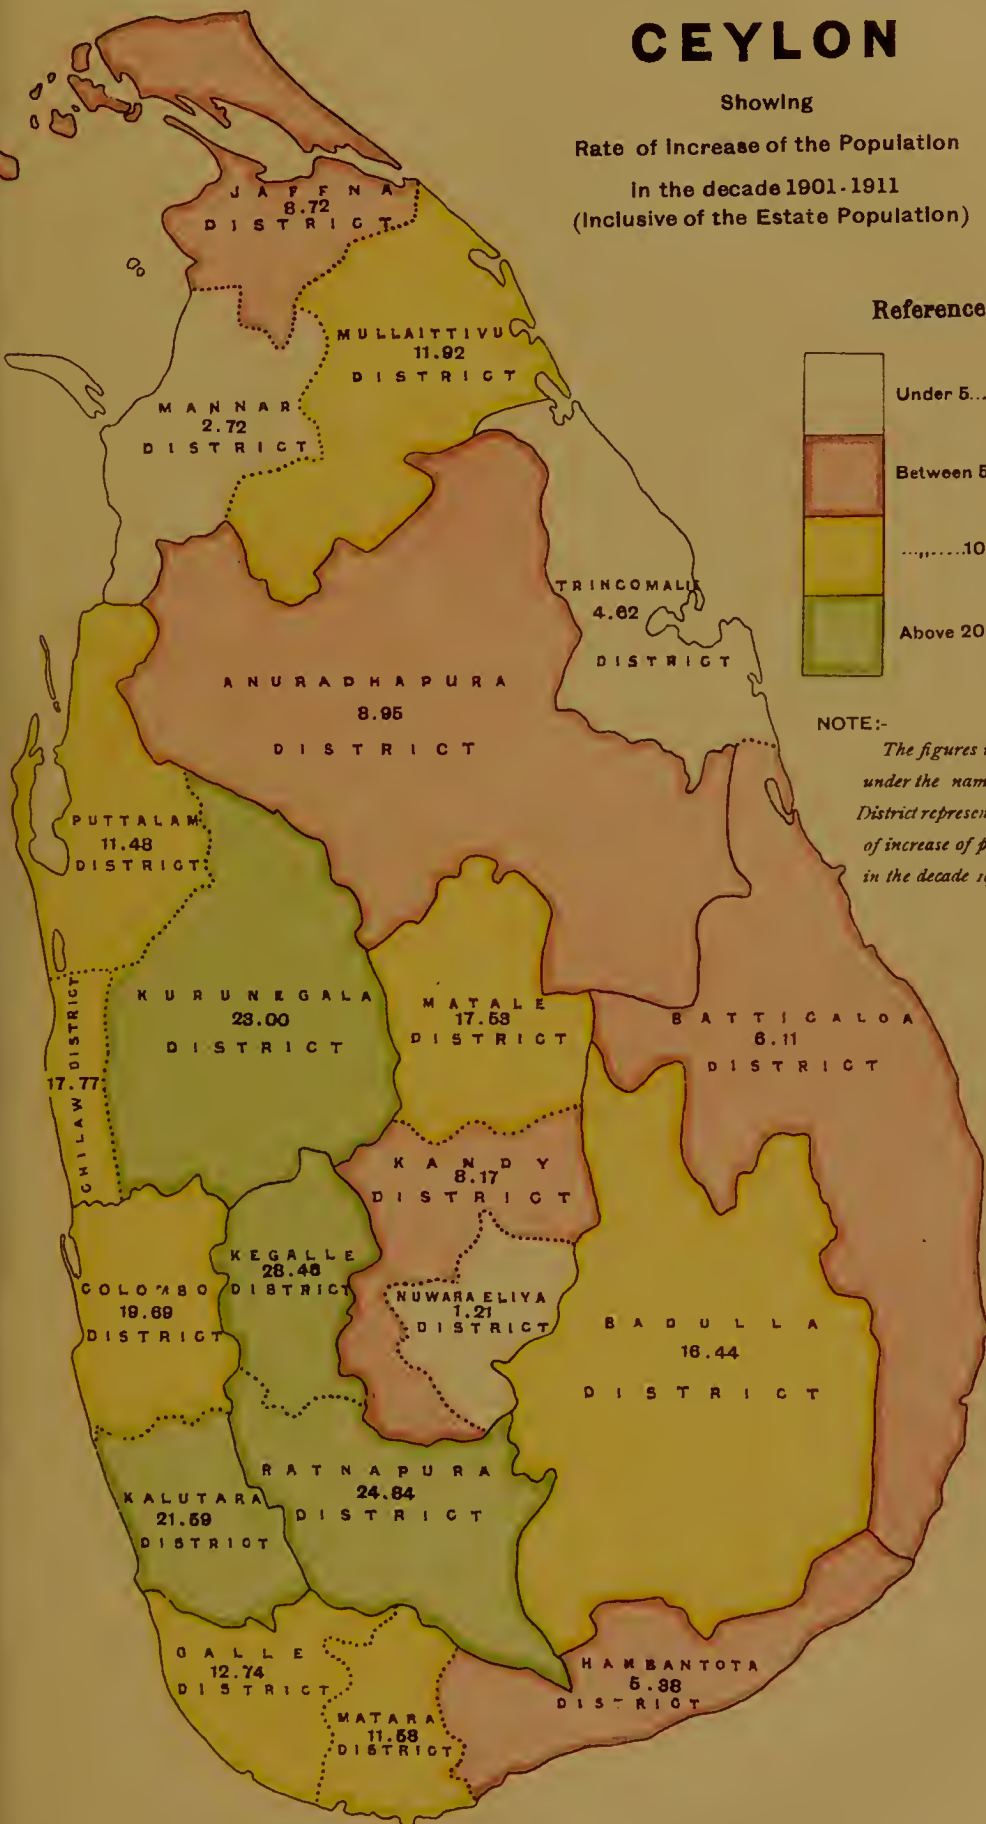 CEYLON
Showing
Rate of Increase of the Population
in the decade 1901-1911
(Inclusive of the Estate Population)
Reference
Under 5...
Between 5
...,,.....10
Above 20
NOTE:-
The figures
under the nam
District represen
of increase of p
in the decade
JAFFNA
8.72
DISTRICT
MULLAITTIVU
11.92
DISTRICT
MANNAR
2.72
DISTRICT
TRINCOMALIE
4.62
DISTRICT
ANURADHAPURA
8.95
DISTRICT
PUTTALAM
11.48
DISTRICT
KURUNEGALA
23.00
DISTRICT
MATALE
17.53
DISTRICT
BATTICALOA
6.11
DISTRICT
CHILAW DISTRICT
17.77
KANDY
8.17
DISTRICT
KEGALLE
28.48
DISTRICT
COLOMBO
19.69
DISTRICT
NUWARA ELIYA
1.21
DISTRICT
BADULLA
16.44
DISTRICT
RATNAPURA
24.84
DISTRICT
KALUTARA
21.59
DISTRICT
GALLE
12.74
DISTRICT
MATARA
11.58
DISTRICT
HAMBANTOTA
5.38
DISTRICT